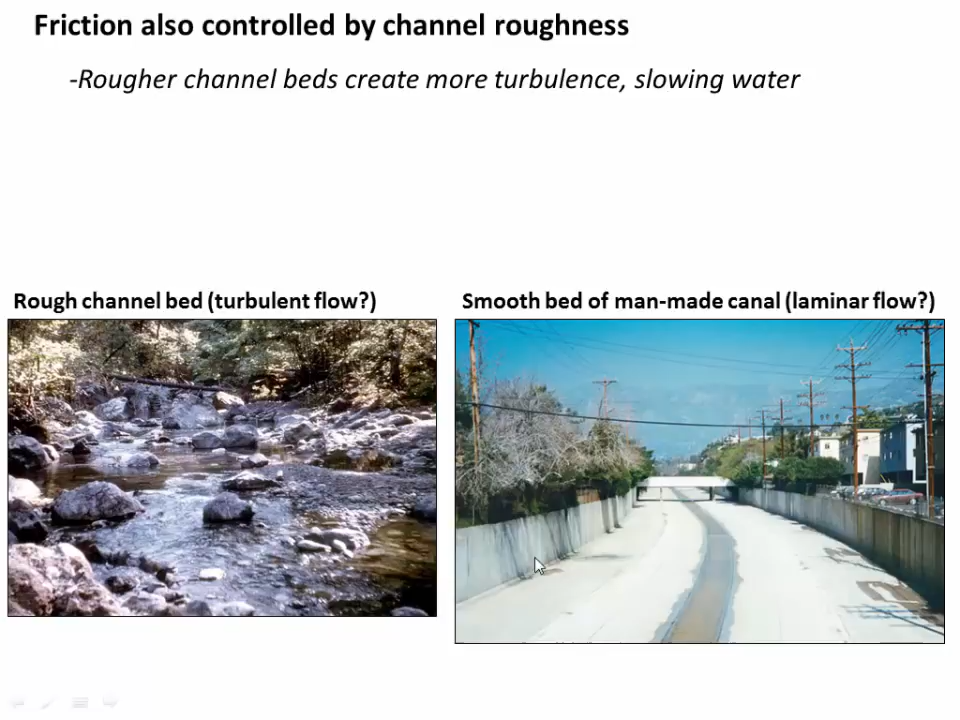 Friction also controlled by channel roughness
-Rougher channel beds create more turbulence, slowing water
Rough channel bed (turbulent flow?)
Smooth bed of man-made canal (laminar flow?)